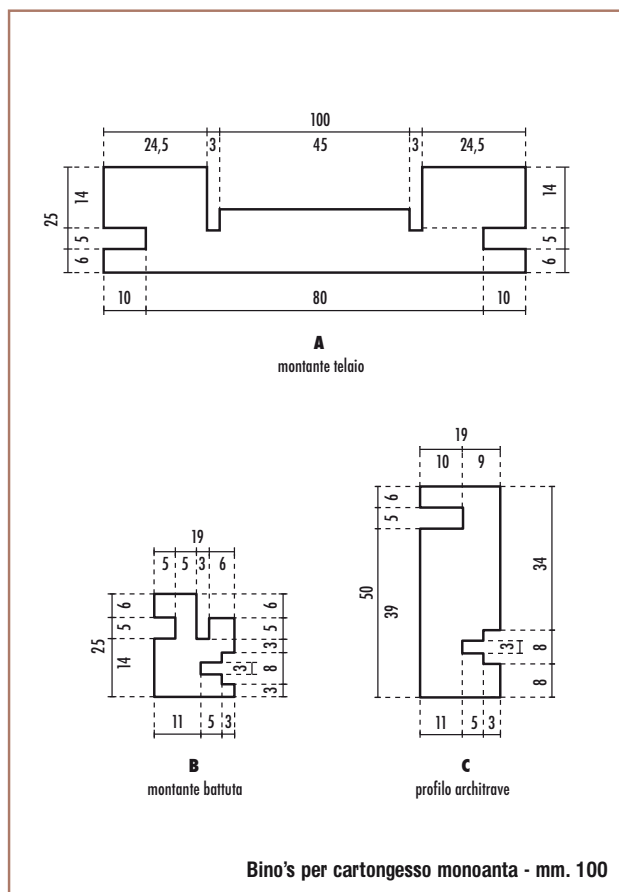 100
24,5 3 45 3 24,5
25 14 5 6
14 5 6
10 80 10
A
montante telaio
19
5 5 3 6
25 6 5 14
6 5 3 8 3
3
11 5 3
B
montante battuta
19
10 9
50 6 5 39
34 8 8
3
11 5 3
C
profilo architrave
Bino's per cartongesso monoanta - mm. 100